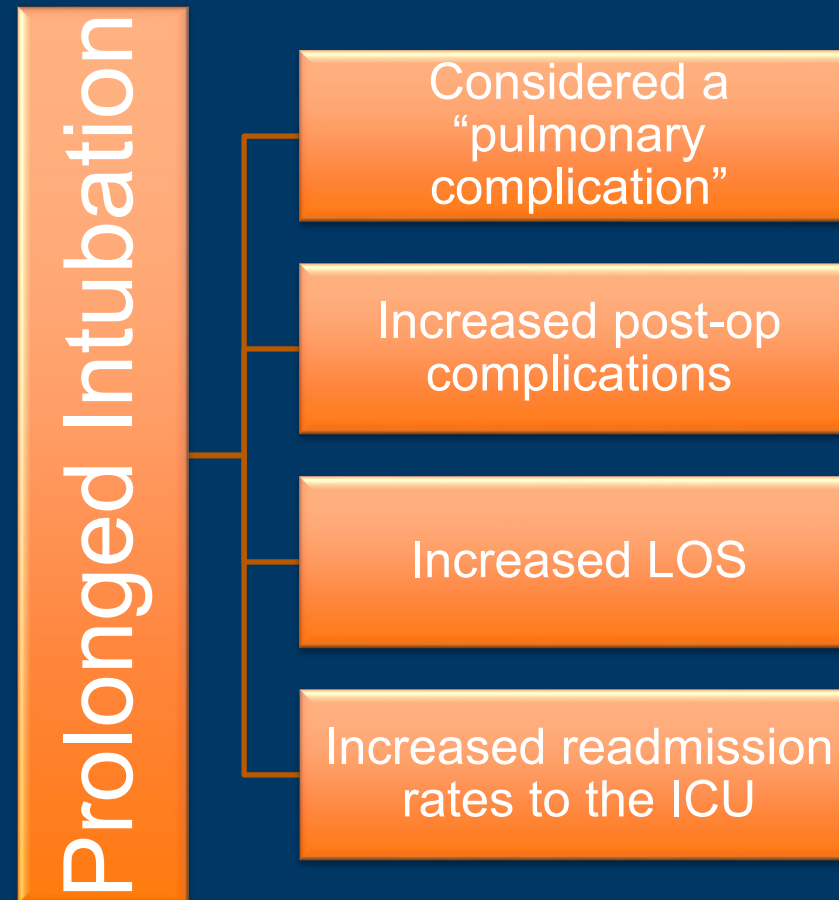 Prolonged Intubation
Considered a
“pulmonary
complication”
Increased post-op
complications
Increased LOS
Increased readmission
rates to the ICU